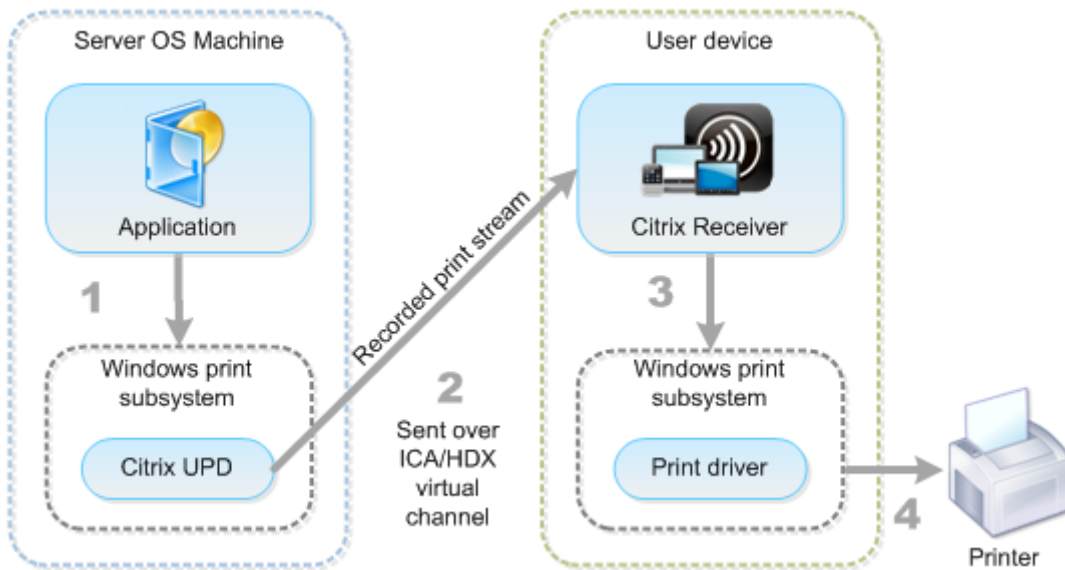 Server OS Machine
Application
1
Windows print
subsystem
Citrix UPD
Recorded print stream
2
Sent over
ICA/HDX
virtual
channel
User device
Citrix Receiver
3
Windows print
subsystem
Print driver
4
Printer